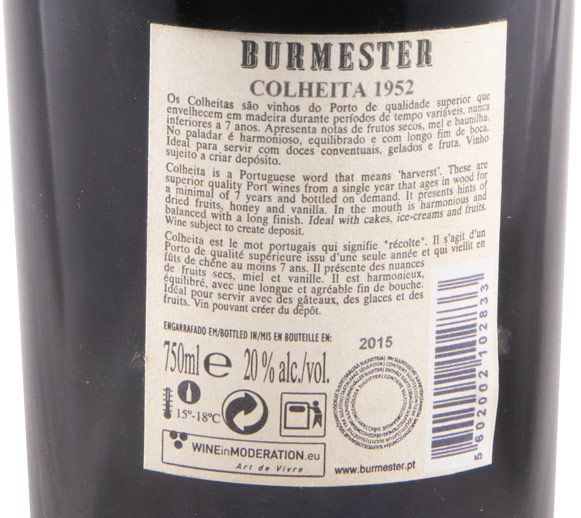 BURMESTER
COLHEITA 1952
Os Colheitas são vinhos do Porto de qualidade superior que
envelhecem em madeira durante períodos de tempo variáveis, nunca
inferiores a 7 anos. Apresenta notas de frutos secos, mel e baunilha.
No paladar é harmonioso, equilibrado e com longo fim de boca.
Ideal para servir com doces conventuais, gelados e fruta. Vinho
sujeito a criar depósito.
Colheita is a Portuguese word that means 'harverst'. These are
superior quality Port wines from a single year that ages in wood for
a minimal of 7 years and bottled on demand. It presents hints of
dried fruits, honey and vanilla. In the mouth is harmonious and
balanced with a long finish. Ideal with cakes, ice-creams and fruits.
Wine subject to create deposit.
Colheita est le mot portugais qui signifie "récolte". Il s'agit d'un
Porto de qualité superieure issu d'une seule année et qui vieillit en
fûts de chêne au moins 7 ans. Il présente des nuances
de fruits secs, miel et vanille. Il est harmonieux,
équilibré, avec une longue et agréable fin de bouche.
Idéal pour servir avec des gâteaux, des glaces et des
fruits. Vin pouvant créer du dépôt.
ENGARRAFADO EM/BOTTLED IN/MIS EN BOUTEILLE EN:
2015
750ml e 20% alc./vol.
15º-18ºC
WINEinMODERATION.eu
Art de Vivre
www.burmester.pt
5 602002 102833